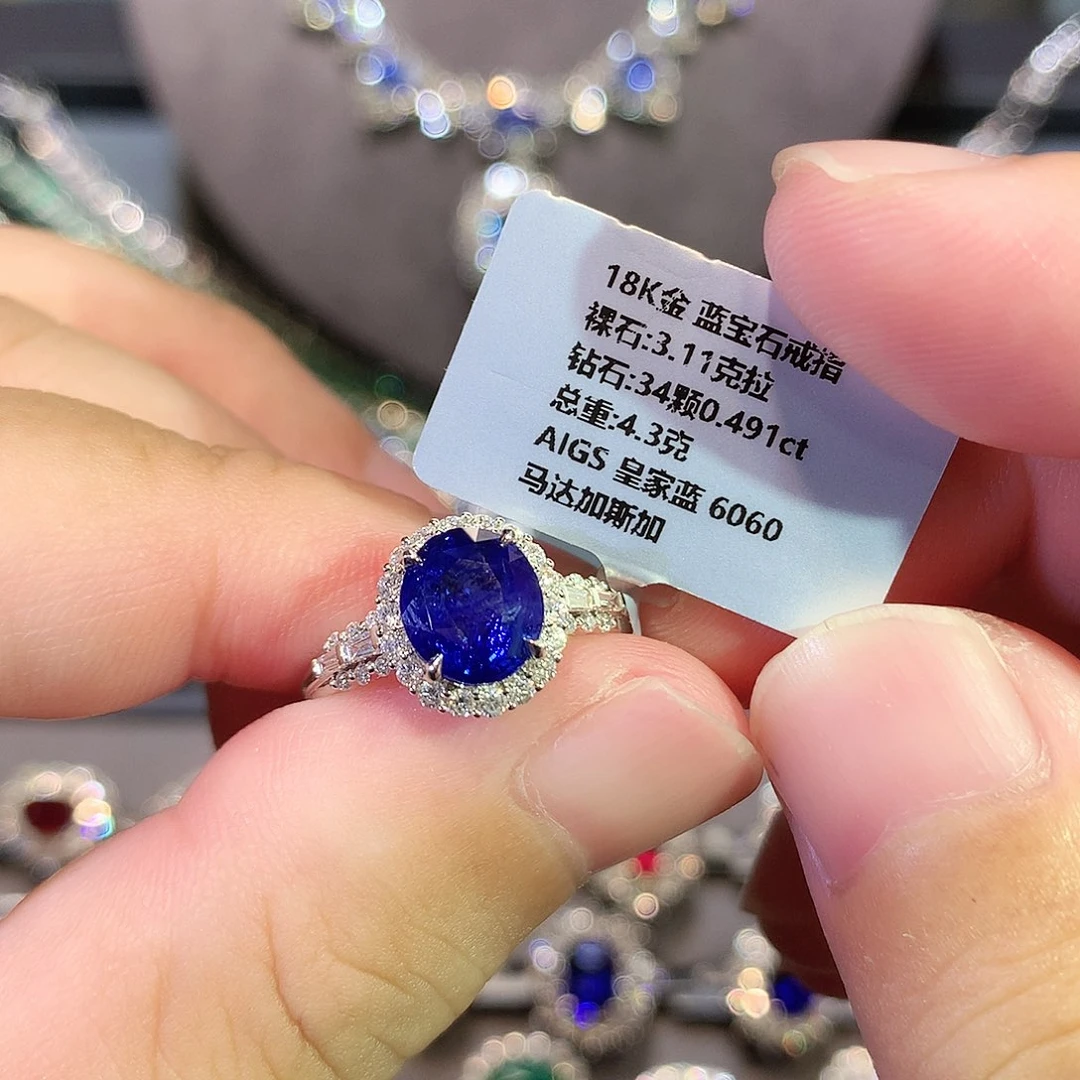 18K金 蓝宝石戒指
裸石:3.11克拉
钻石:34颗0.491ct
总重:4.3克
AIGS 皇家蓝 6060
马达加斯加